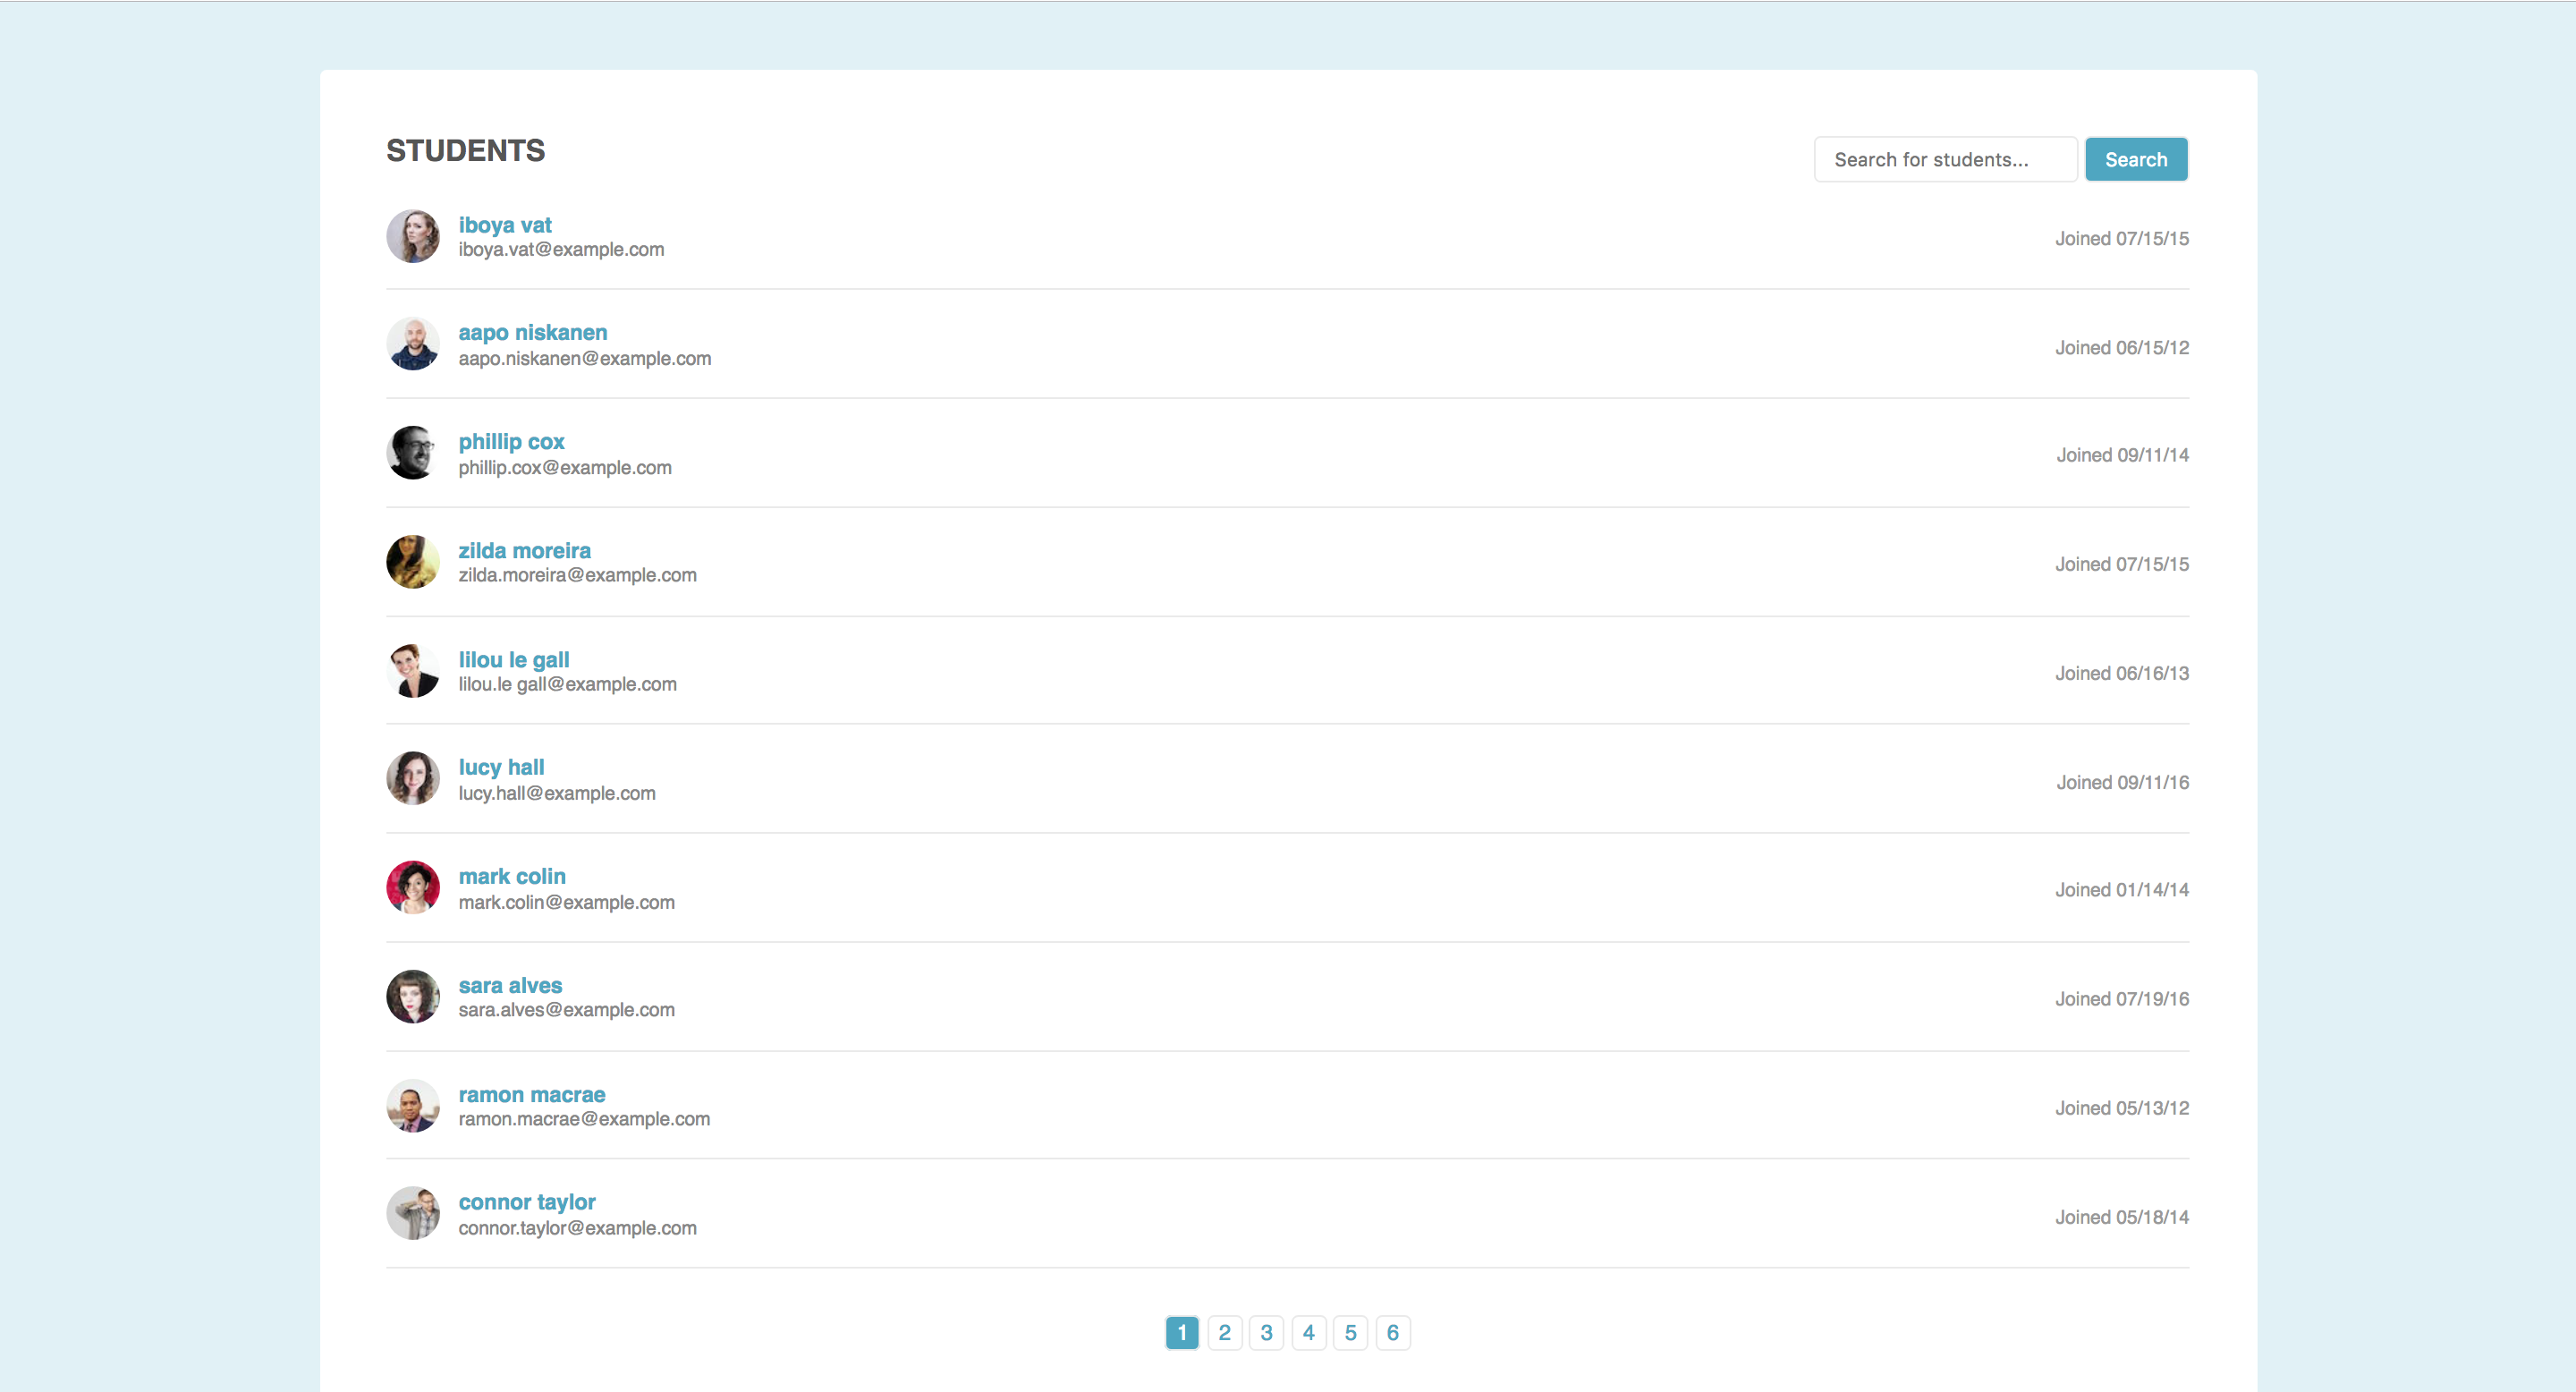 STUDENTS
Search for students...
Search
iboya vat
iboya.vat@example.com
Joined 07/15/15
aapo niskanen
aapo.niskanen@example.com
Joined 06/15/12
phillip cox
phillip.cox@example.com
Joined 09/11/14
zilda moreira
zilda.moreira@example.com
Joined 07/15/15
lilou le gall
lilou.le gall@example.com
Joined 06/16/13
lucy hall
lucy.hall@example.com
Joined 09/11/16
mark colin
mark.colin@example.com
Joined 01/14/14
sara alves
sara.alves@example.com
Joined 07/19/16
ramon macrae
ramon.macrae@example.com
Joined 05/13/12
connor taylor
connor.taylor@example.com
Joined 05/18/14
1 2 3 4 5 6